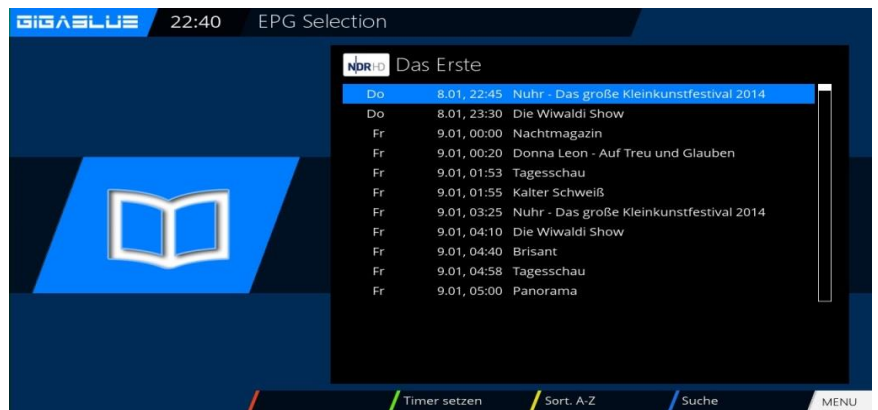 GIGABLUE 22:40 EPG Selection
NDR HD Das Erste
Do 8.01, 22:45 Nuhr - Das große Kleinkunstfestival 2014
Do 8.01, 23:30 Die Wiwaldi Show
Fr 9.01, 00:00 Nachtmagazin
Fr 9.01, 00:20 Donna Leon - Auf Treu und Glauben
Fr 9.01, 01:53 Tagesschau
Fr 9.01, 01:55 Kalter Schweiß
Fr 9.01, 03:25 Nuhr - Das große Kleinkunstfestival 2014
Fr 9.01, 04:10 Die Wiwaldi Show
Fr 9.01, 04:40 Brisant
Fr 9.01, 04:58 Tagesschau
Fr 9.01, 05:00 Panorama
Timer setzen Sort. A-Z Suche MENU